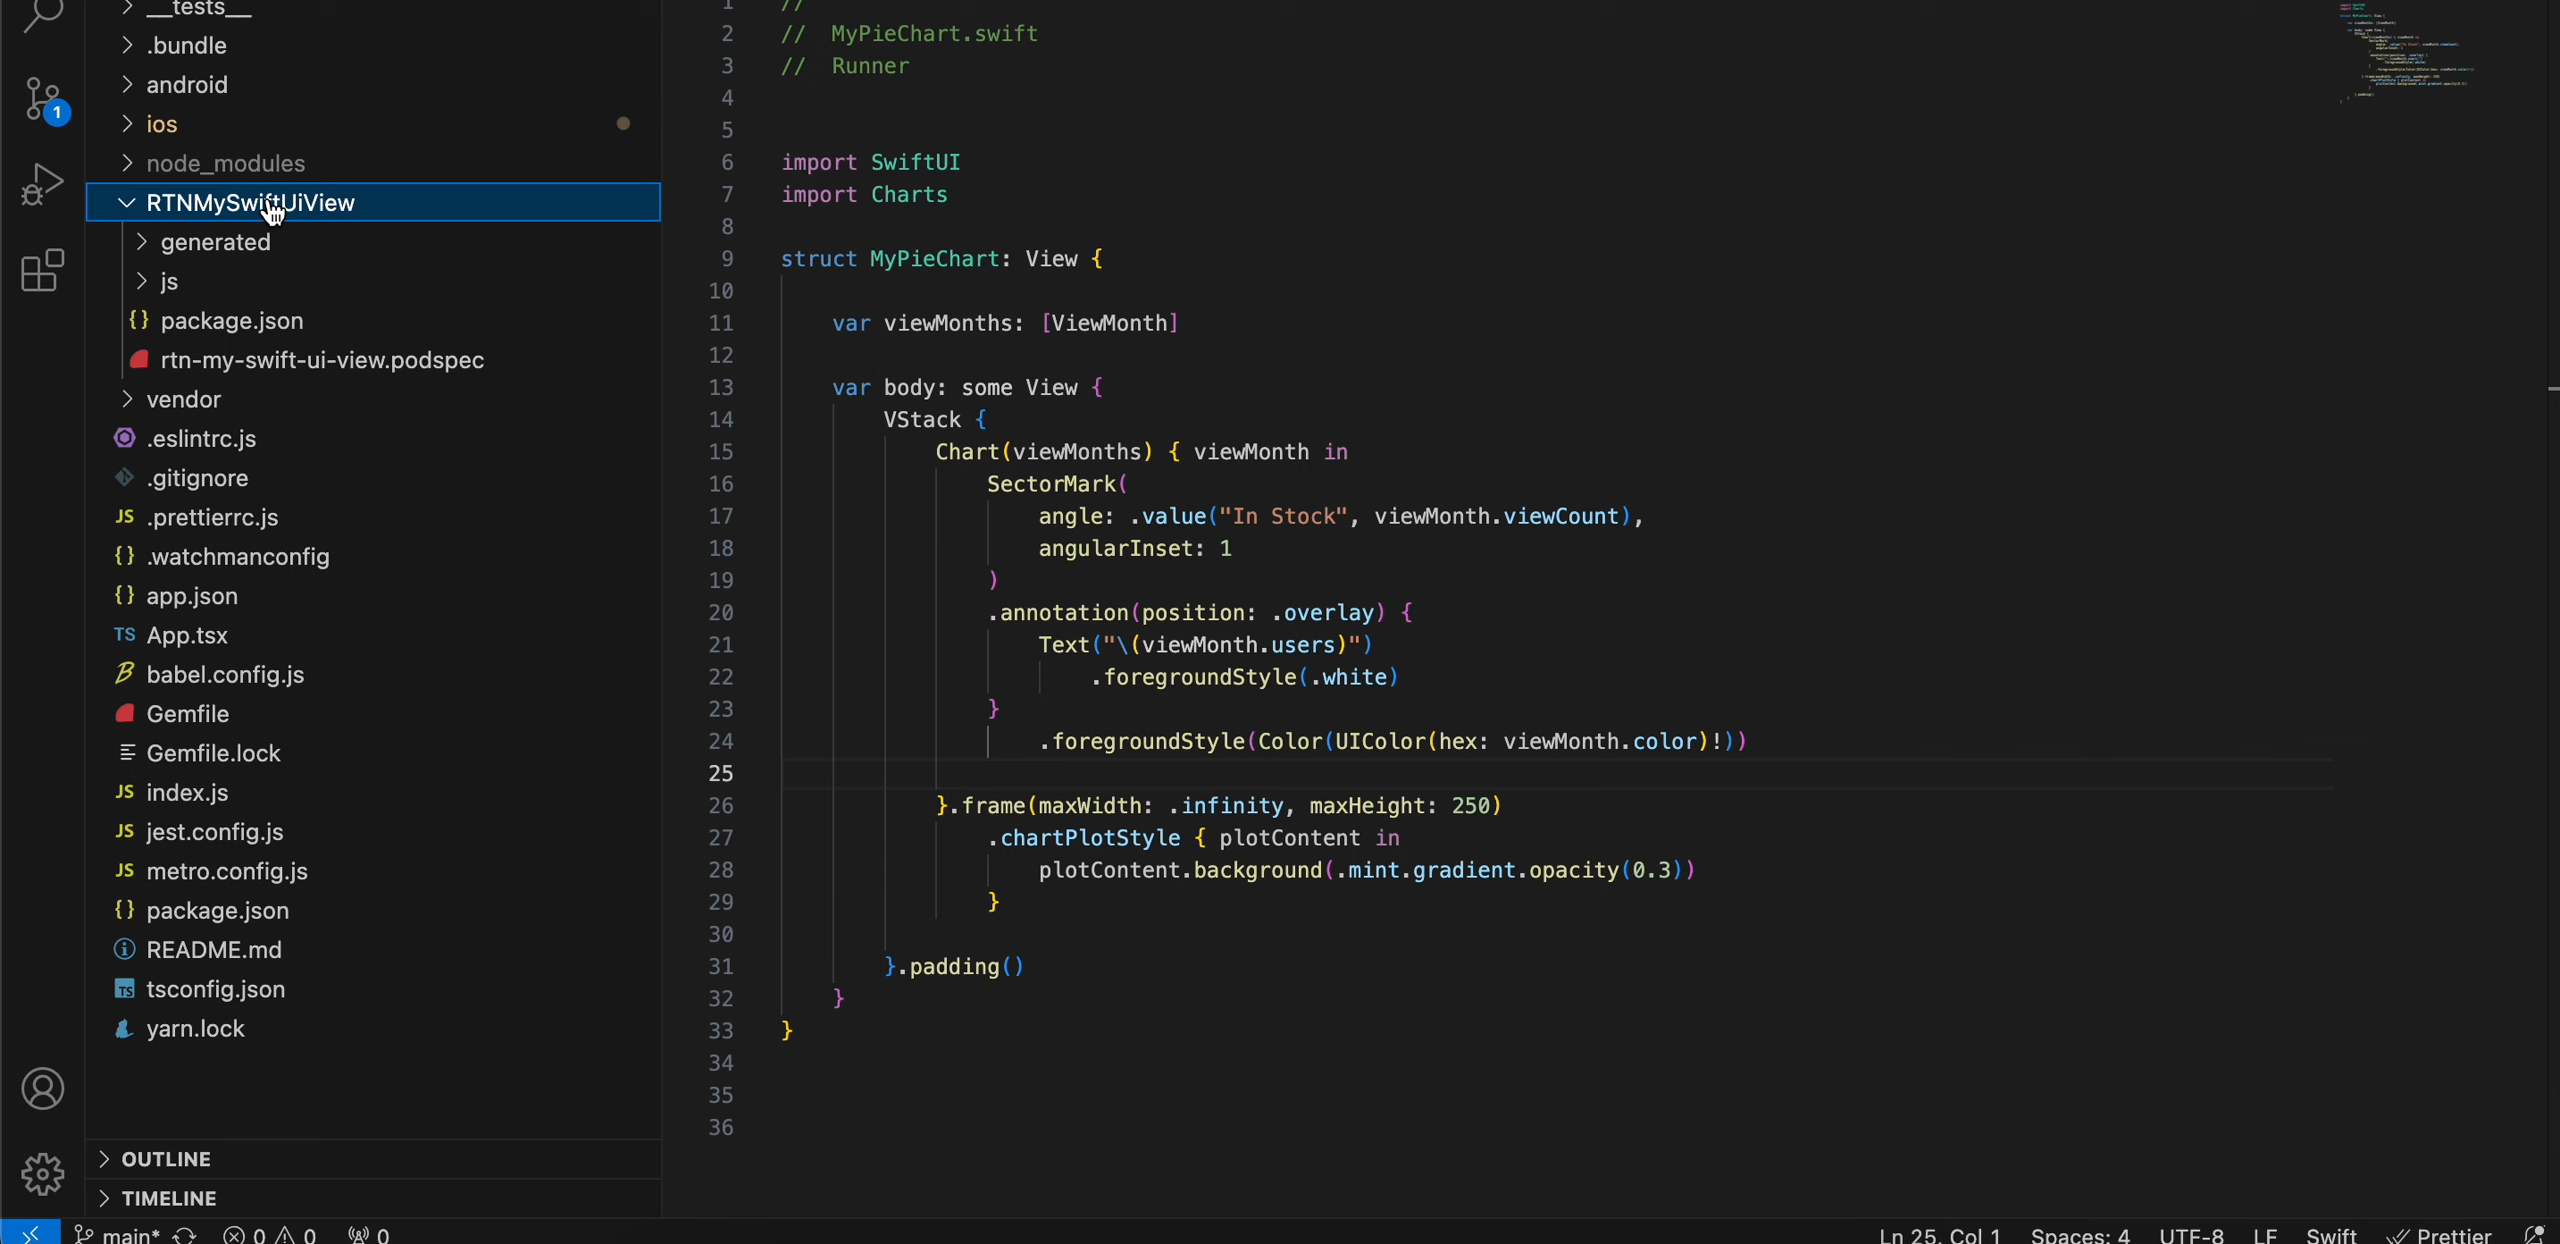 __tests__
.bundle
android
ios
node_modules
RTNMySwiftUiView
generated
js
{} package.json
rtn-my-swift-ui-view.podspec
vendor
.eslintrc.js
.gitignore
JS .prettierrc.js
{} .watchmanconfig
{} app.json
TS App.tsx
babel.config.js
Gemfile
Gemfile.lock
JS index.js
JS jest.config.js
JS metro.config.js
{} package.json
README.md
TS tsconfig.json
yarn.lock
OUTLINE
TIMELINE
1
1 //
2 // MyPieChart.swift
3 // Runner
4
5
6 import SwiftUI
7 import Charts
8
9 struct MyPieChart: View {
10
11 var viewMonths: [ViewMonth]
12
13 var body: some View {
14 VStack {
15 Chart(viewMonths) { viewMonth in
16 SectorMark(
17 angle: .value("In Stock", viewMonth.viewCount),
18 angularInset: 1
19 )
20 .annotation(position: .overlay) {
21 Text("\(viewMonth.users)")
22 .foregroundStyle(.white)
23 }
24 .foregroundStyle(Color(UIColor(hex: viewMonth.color)!))
25
26 }.frame(maxWidth: .infinity, maxHeight: 250)
27 .chartPlotStyle { plotContent in
28 plotContent.background(.mint.gradient.opacity(0.3))
29 }
30
31 }.padding()
32 }
33 }
34
35
36
main* 0 0 0
Ln 25, Col 1 Spaces: 4 UTF-8 LF Swift Prettier